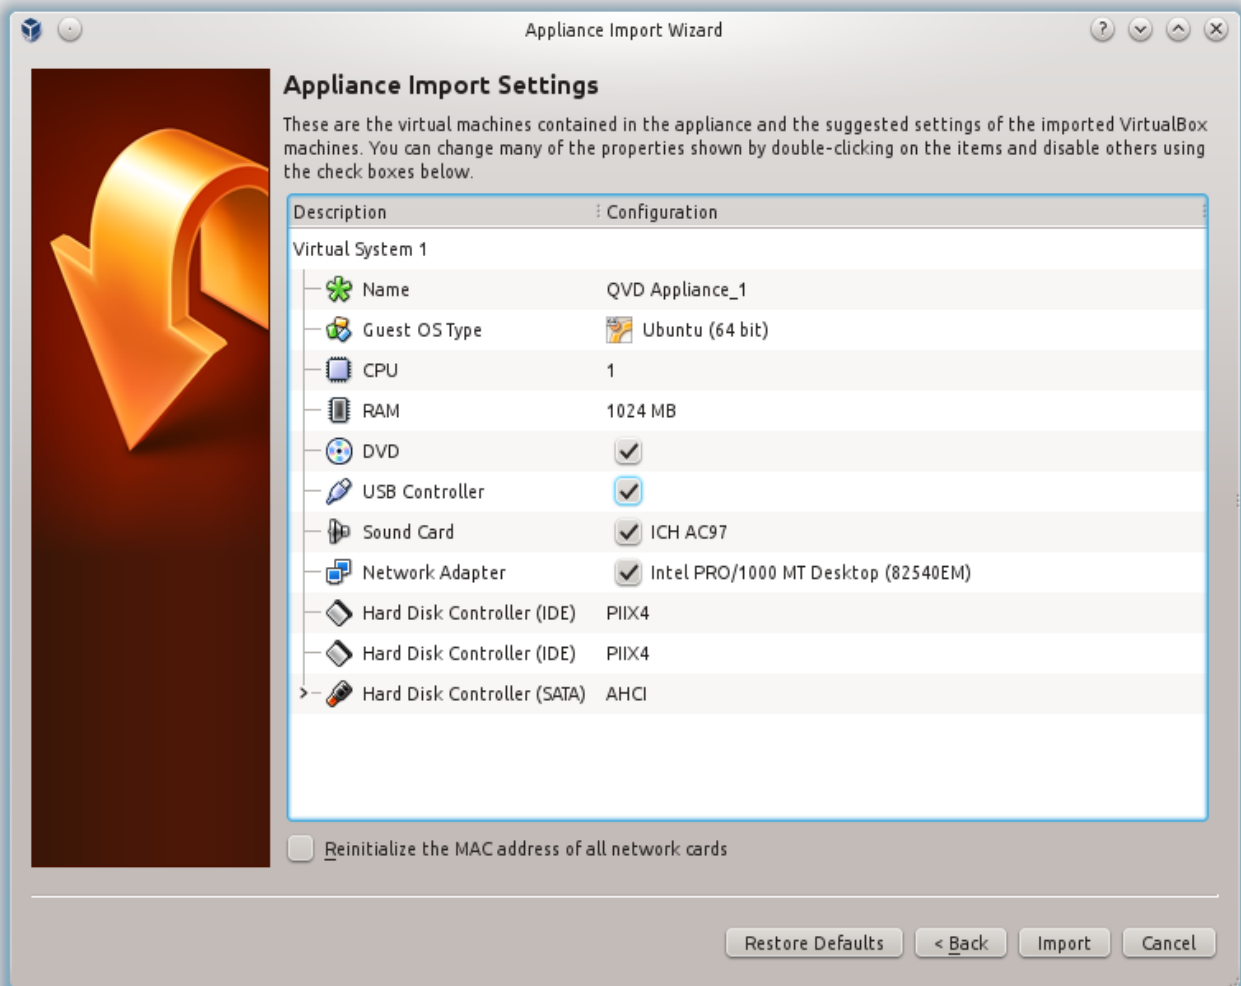 Appliance Import Wizard
Appliance Import Settings
These are the virtual machines contained in the appliance and the suggested settings of the imported VirtualBox
machines. You can change many of the properties shown by double-clicking on the items and disable others using
the check boxes below.
Description Configuration
Virtual System 1
Name QVD Appliance_1
Guest OS Type Ubuntu (64 bit)
CPU 1
RAM 1024 MB
DVD
USB Controller
Sound Card ICH AC97
Network Adapter Intel PRO/1000 MT Desktop (82540EM)
Hard Disk Controller (IDE) PIIX4
Hard Disk Controller (IDE) PIIX4
Hard Disk Controller (SATA) AHCI
Reinitialize the MAC address of all network cards
Restore Defaults < Back Import Cancel